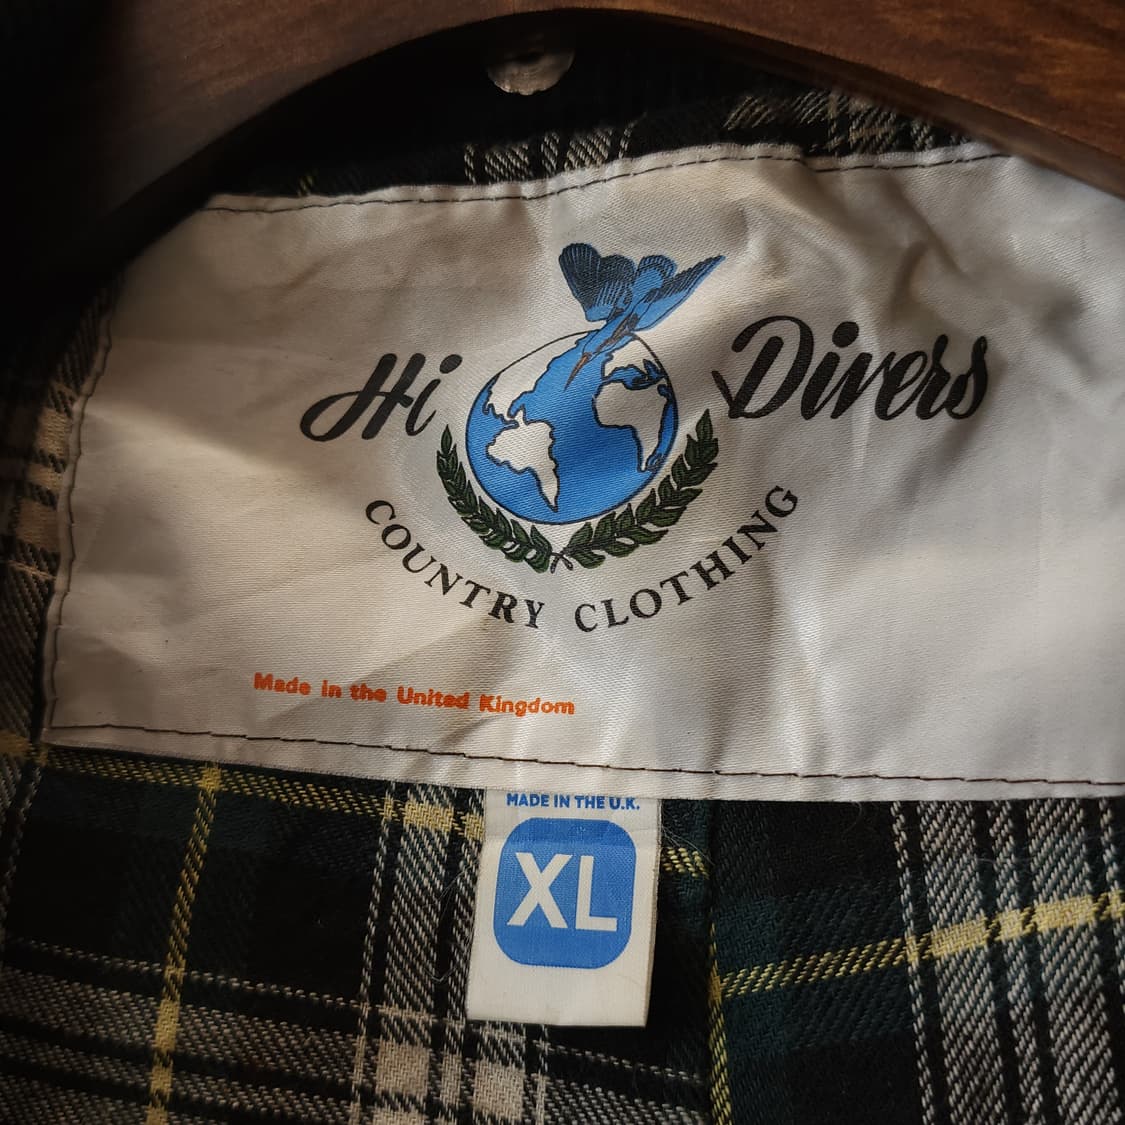 Hi Divers
COUNTRY CLOTHING
Made in the United Kingdom
MADE IN THE U.K.
XL